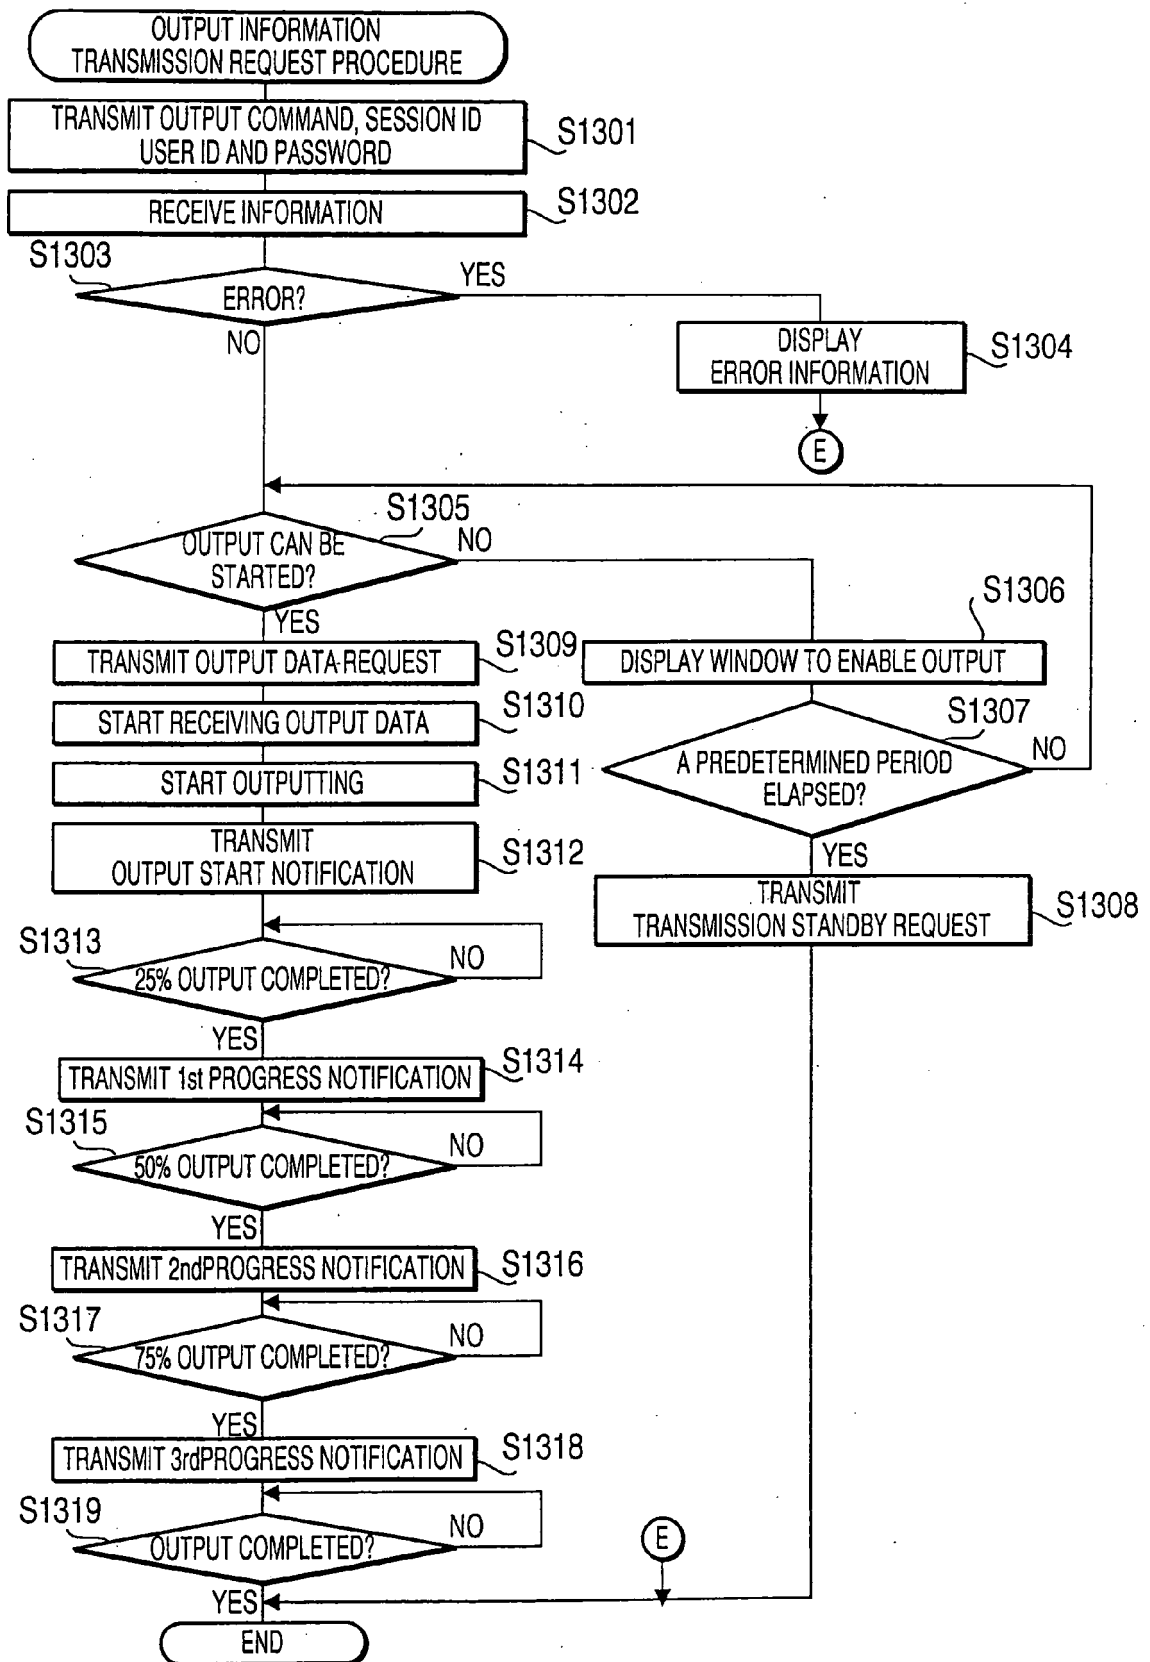 OUTPUT INFORMATION
TRANSMISSION REQUEST PROCEDURE
TRANSMIT OUTPUT COMMAND, SESSION ID
USER ID AND PASSWORD
S1301
RECEIVE INFORMATION
S1302
S1303
ERROR?
YES
NO
DISPLAY
ERROR INFORMATION
S1304
E
S1305
OUTPUT CAN BE
STARTED?
NO
YES
S1306
DISPLAY WINDOW TO ENABLE OUTPUT
TRANSMIT OUTPUT DATA REQUEST
S1309
START RECEIVING OUTPUT DATA
S1310
S1307
A PREDETERMINED PERIOD
ELAPSED?
NO
YES
START OUTPUTTING
S1311
TRANSMIT
OUTPUT START NOTIFICATION
S1312
TRANSMIT
TRANSMISSION STANDBY REQUEST
S1308
S1313
25% OUTPUT COMPLETED?
NO
YES
TRANSMIT 1st PROGRESS NOTIFICATION
S1314
S1315
50% OUTPUT COMPLETED?
NO
YES
TRANSMIT 2ndPROGRESS NOTIFICATION
S1316
S1317
75% OUTPUT COMPLETED?
NO
YES
TRANSMIT 3rdPROGRESS NOTIFICATION
S1318
S1319
OUTPUT COMPLETED?
NO
E
YES
END